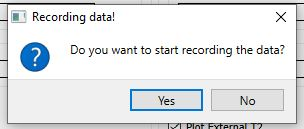 Recording data!
Do you want to start recording the data?
Yes
No
Plot External T2